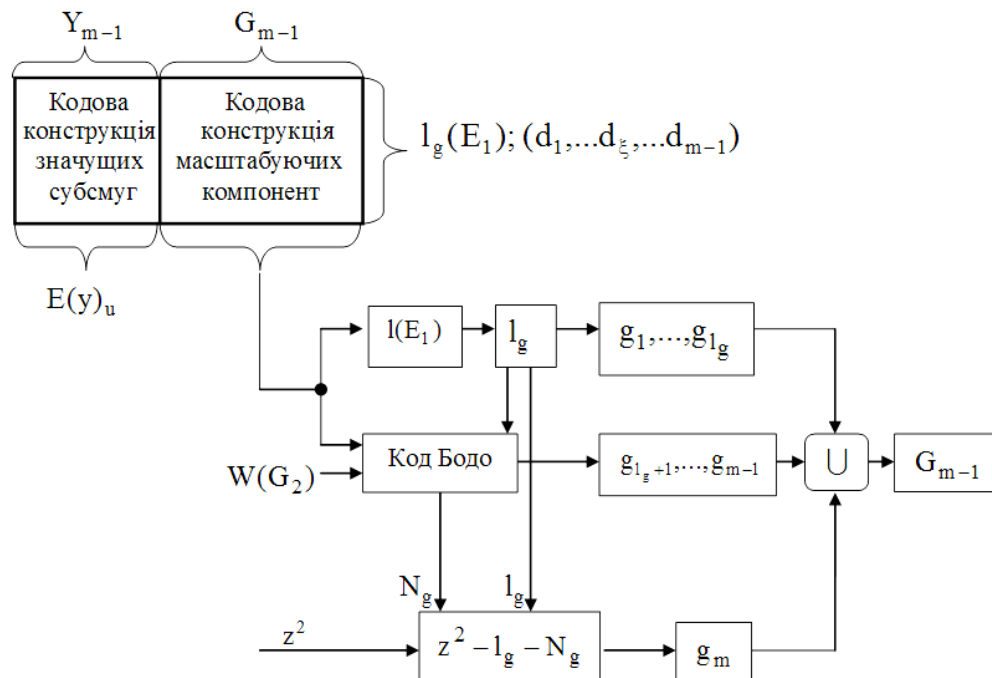 Y_{m-1} G_{m-1}
Кодова
конструкція
значущих
субсмуг
Кодова
конструкція
масштабуючих
компонент
l_g(E_1); (d_1,...d_ξ,...d_{m-1})
E(y)_u
l(E_1)
l_g
g_1,...,g_{l_g}
Код Бодо
W(G_2)
g_{l_g+1},...,g_{m-1}
U
G_{m-1}
N_g
l_g
z^2
z^2 - l_g - N_g
g_m